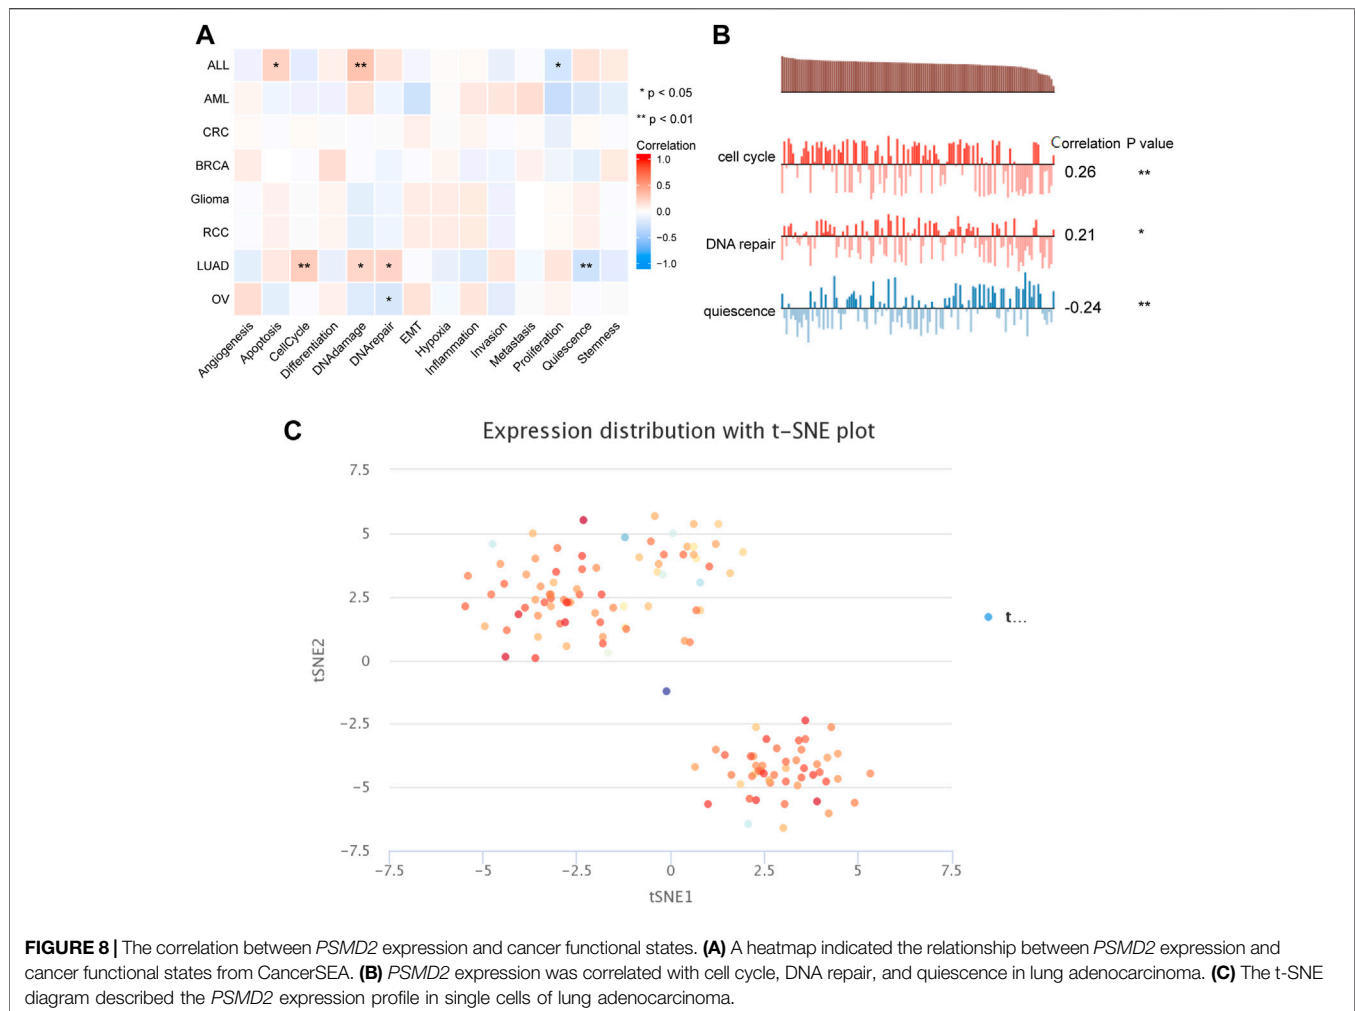 A
ALL
AML
CRC
BRCA
Glioma
RCC
LUAD
OV
* ** *
** * * **
*
Angiogenesis
Apoptosis
CellCycle
Differentiation
DNAdamage
DNArepair
EMT
Hypoxia
Inflammation
Invasion
Metastasis
Proliferation
Quiescence
Stemness
* p < 0.05
** p < 0.01
Correlation
1.0
0.5
0.0
−0.5
−1.0
B
Correlation P value
cell cycle 0.26 **
DNA repair 0.21 *
quiescence -0.24 **
C
Expression distribution with t−SNE plot
7.5
5
2.5
0
−2.5
−5
−7.5
tSNE2
−7.5 −5 −2.5 0 2.5 5 7.5
tSNE1
t...
FIGURE 8 | The correlation between PSMD2 expression and cancer functional states. (A) A heatmap indicated the relationship between PSMD2 expression and
cancer functional states from CancerSEA. (B) PSMD2 expression was correlated with cell cycle, DNA repair, and quiescence in lung adenocarcinoma. (C) The t-SNE
diagram described the PSMD2 expression profile in single cells of lung adenocarcinoma.